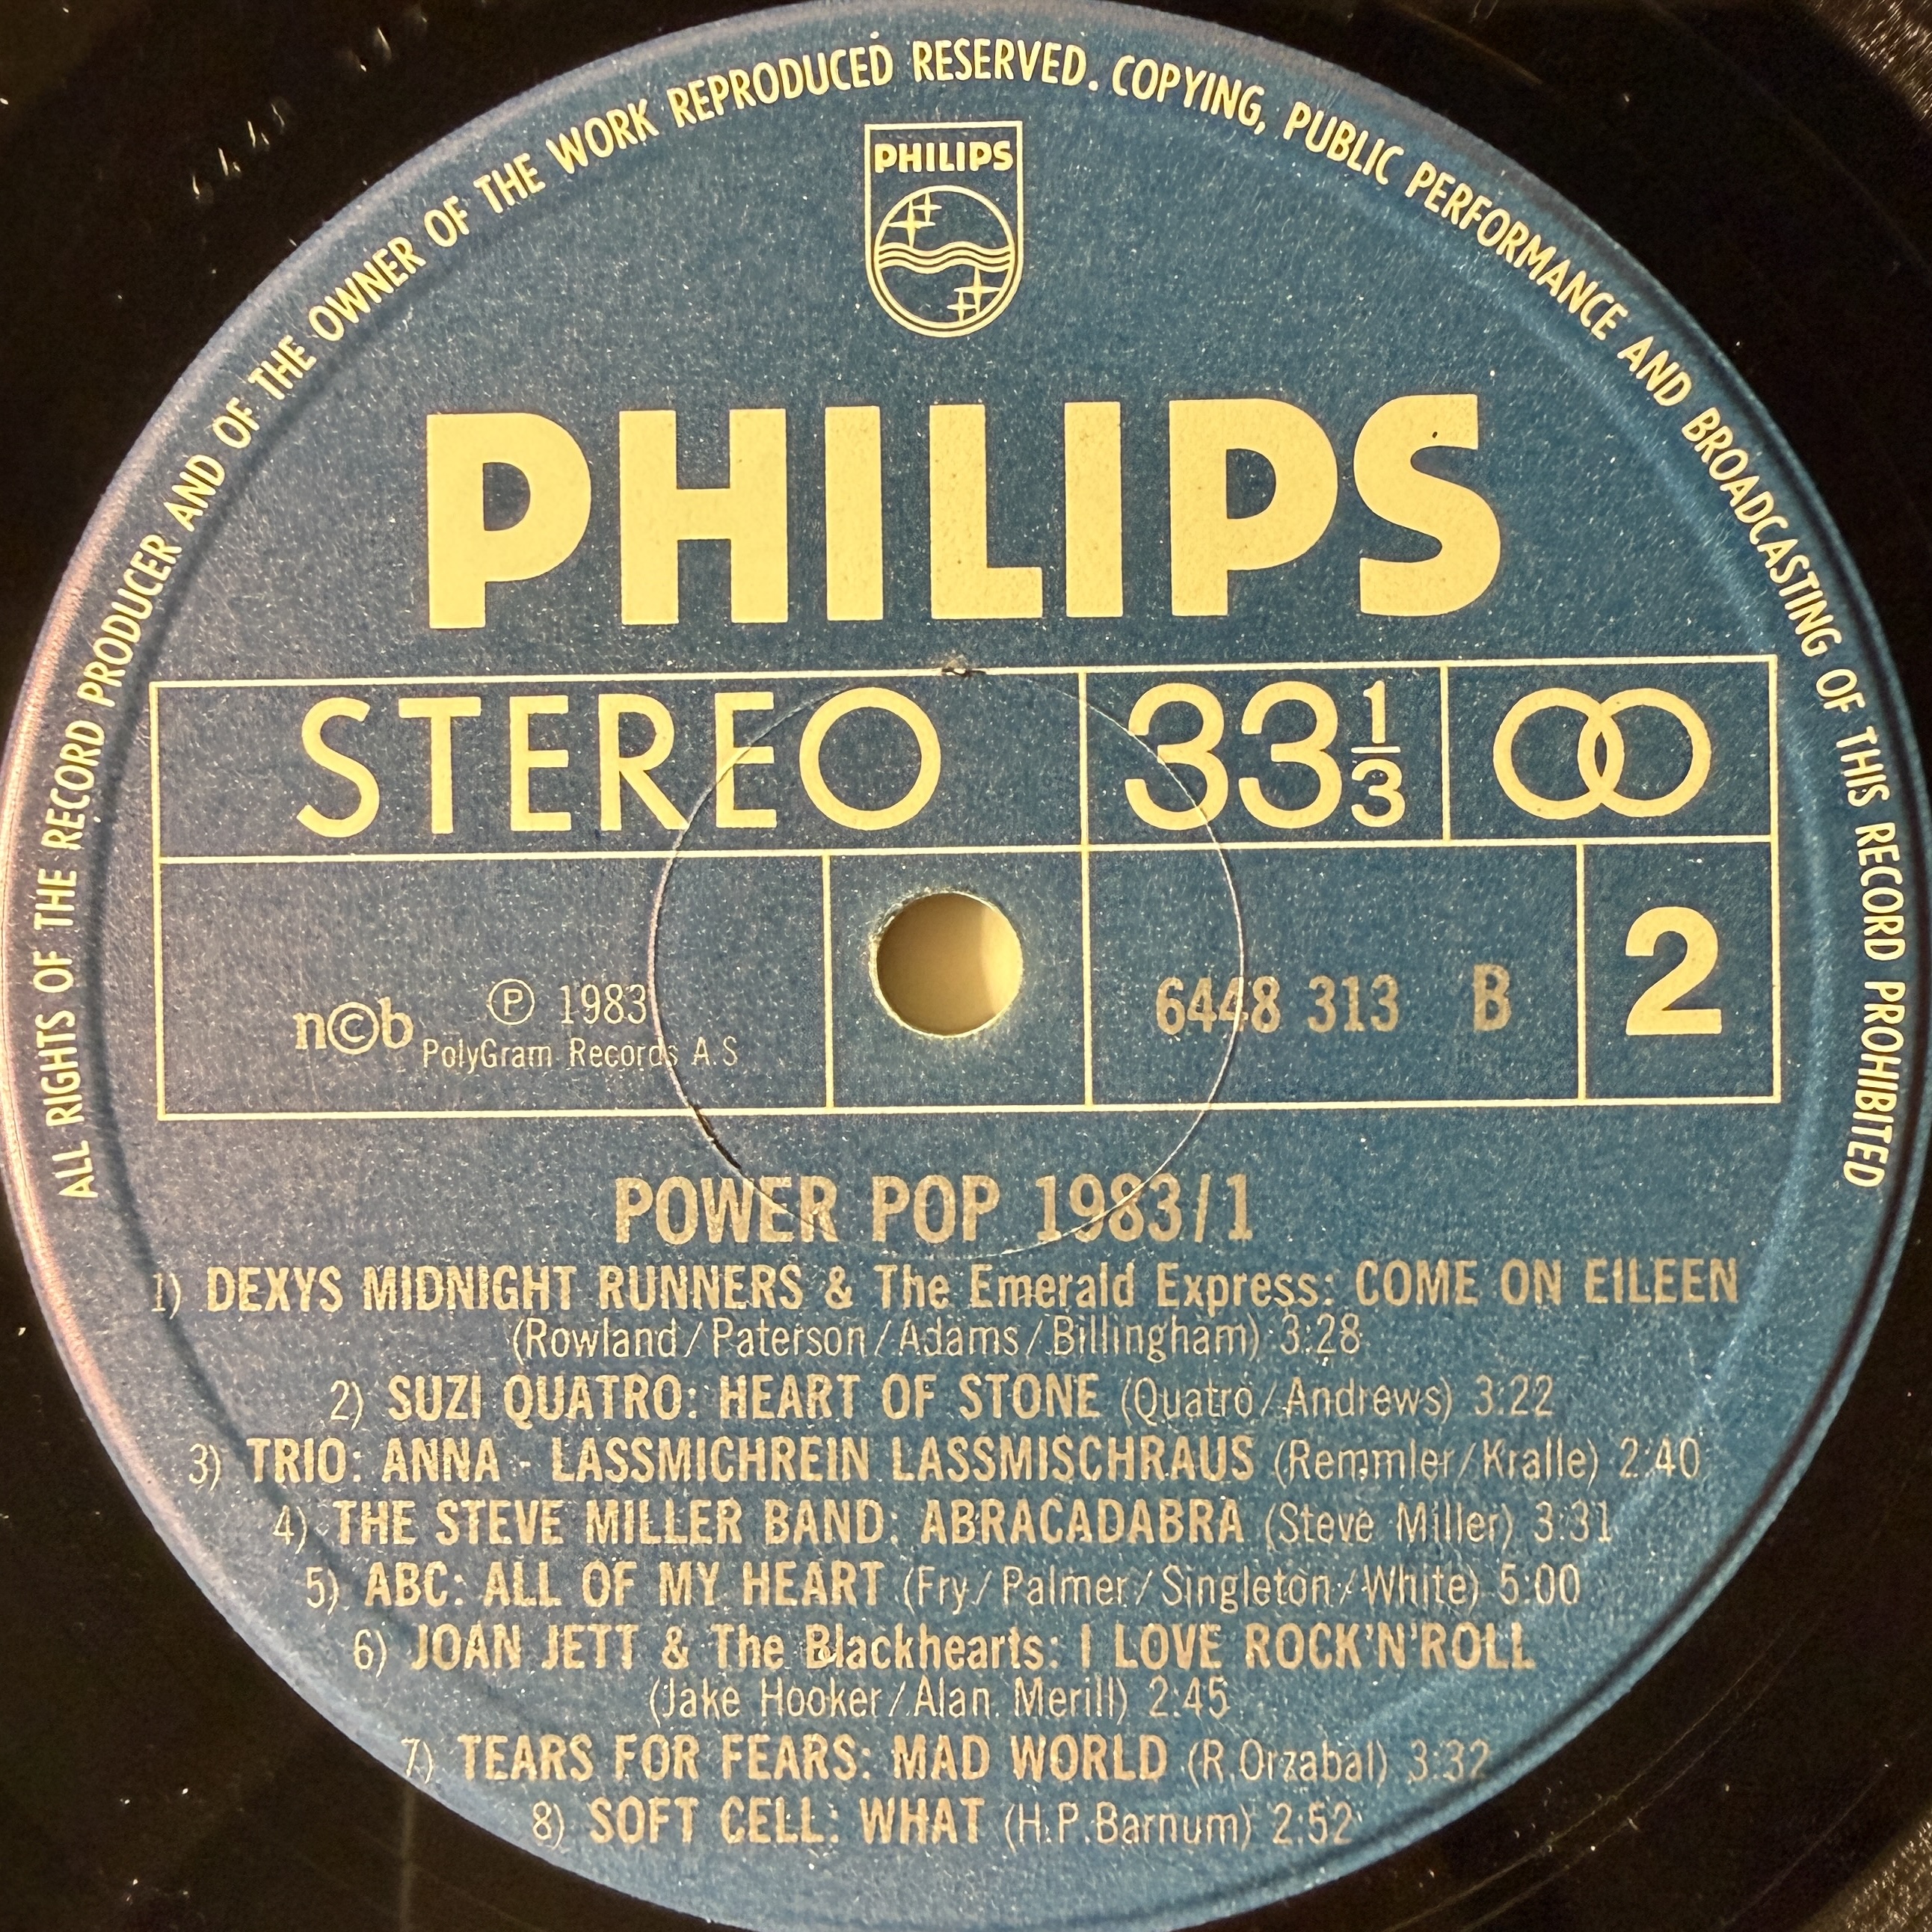 ALL RIGHTS OF THE RECORD PRODUCER AND OF THE OWNER OF THE WORK REPRODUCED RESERVED. COPYING, PUBLIC PERFORMANCE AND BROADCASTING OF THIS RECORD PROHIBITED
PHILIPS
PHILIPS
STEREO 33 1/3
n©b ℗ 1983
PolyGram Records A.S
6448 313 B 2
POWER POP 1983/1
1) DEXYS MIDNIGHT RUNNERS & The Emerald Express: COME ON EILEEN
(Rowland/Paterson/Adams/Billingham) 3:28
2) SUZI QUATRO: HEART OF STONE (Quatro/Andrews) 3:22
3) TRIO: ANNA - LASSMICHREIN LASSMISCHRAUS (Remmler/Kralle) 2:40
4) THE STEVE MILLER BAND: ABRACADABRA (Steve Miller) 3:31
5) ABC: ALL OF MY HEART (Fry/Palmer/Singleton/White) 5:00
6) JOAN JETT & The Blackhearts: I LOVE ROCK'N'ROLL
(Jake Hooker/Alan Merill) 2:45
7) TEARS FOR FEARS: MAD WORLD (R.Orzabal) 3:32
8) SOFT CELL: WHAT (H.P.Barnum) 2:52